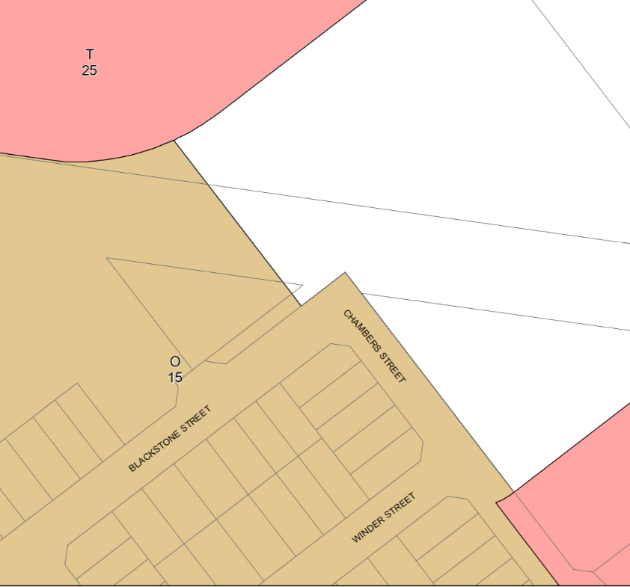 T
25
CHAMBERS STREET
O
15
BLACKSTONE STREET
WINDER STREET